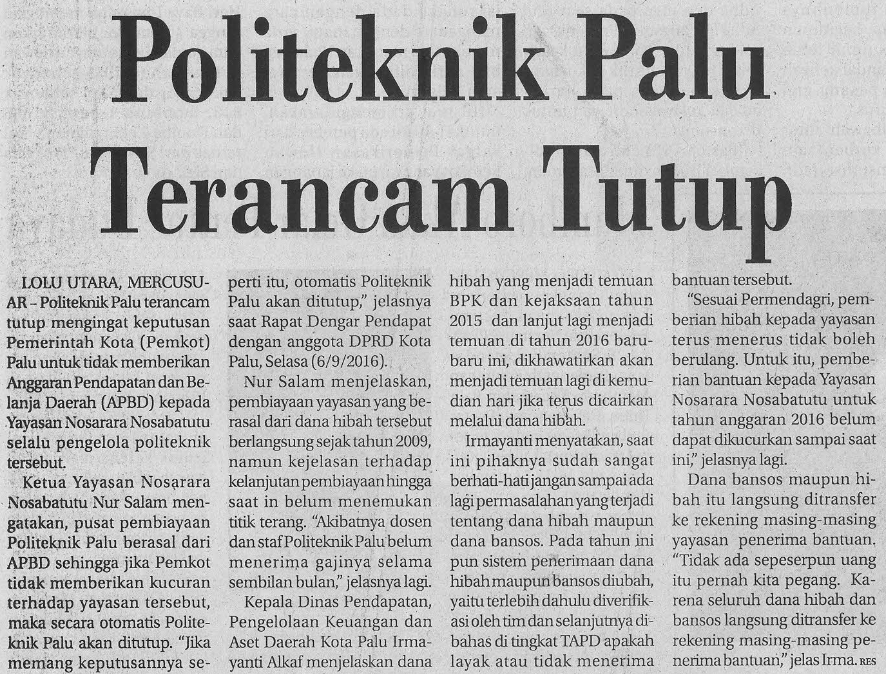 Politeknik Palu
Terancam Tutup
LOLU UTARA, MERCUSU-
AR – Politeknik Palu terancam
tutup mengingat keputusan
Pemerintah Kota (Pemkot)
Palu untuk tidak memberikan
Anggaran Pendapatan dan Be-
lanja Daerah (APBD) kepada
Yayasan Nosarara Nosabatutu
selalu pengelola politeknik
tersebut.
Ketua Yayasan Nosarara
Nosabatutu Nur Salam men-
gatakan, pusat pembiayaan
Politeknik Palu berasal dari
APBD sehingga jika Pemkot
tidak memberikan kucuran
terhadap yayasan tersebut,
maka secara otomatis Polite-
knik Palu akan ditutup. “Jika
memang keputusannya se-
perti itu, otomatis Politeknik
Palu akan ditutup,” jelasnya
saat Rapat Dengar Pendapat
dengan anggota DPRD Kota
Palu, Selasa (6/9/2016).
Nur Salam menjelaskan,
pembiayaan yayasan yang be-
rasal dari dana hibah tersebut
berlangsung sejak tahun 2009,
namun kejelasan terhadap
kelanjutan pembiayaan hingga
saat in belum menemukan
titik terang. “Akibatnya dosen
dan staf Politeknik Palu belum
menerima gajinya selama
sembilan bulan,” jelasnya lagi.
Kepala Dinas Pendapatan,
Pengelolaan Keuangan dan
Aset Daerah Kota Palu Irma-
yanti Alkaf menjelaskan dana
hibah yang menjadi temuan
BPK dan kejaksaan tahun
2015 dan lanjut lagi menjadi
temuan di tahun 2016 baru-
baru ini, dikhawatirkan akan
menjadi temuan lagi di kemu-
dian hari jika terus dicairkan
melalui dana hibah.
Irmayanti menyatakan, saat
ini pihaknya sudah sangat
berhati-hati jangan sampai ada
lagi permasalahan yang terjadi
tentang dana hibah maupun
dana bansos. Pada tahun ini
pun sistem penerimaan dana
hibah maupun bansos diubah,
yaitu terlebih dahulu diverifik-
asi oleh tim dan selanjutnya di-
bahas di tingkat TAPD apakah
layak atau tidak menerima
bantuan tersebut.
“Sesuai Permendagri, pem-
berian hibah kepada yayasan
terus menerus tidak boleh
berulang. Untuk itu, pembe-
rian bantuan kepada Yayasan
Nosarara Nosabatutu untuk
tahun anggaran 2016 belum
dapat dikucurkan sampai saat
ini,” jelasnya lagi.
Dana bansos maupun hi-
bah itu langsung ditransfer
ke rekening masing-masing
yayasan penerima bantuan.
“Tidak ada sepeserpun uang
itu pernah kita pegang. Ka-
rena seluruh dana hibah dan
bansos langsung ditransfer ke
rekening masing-masing pe-
nerima bantuan,” jelas Irma. RES